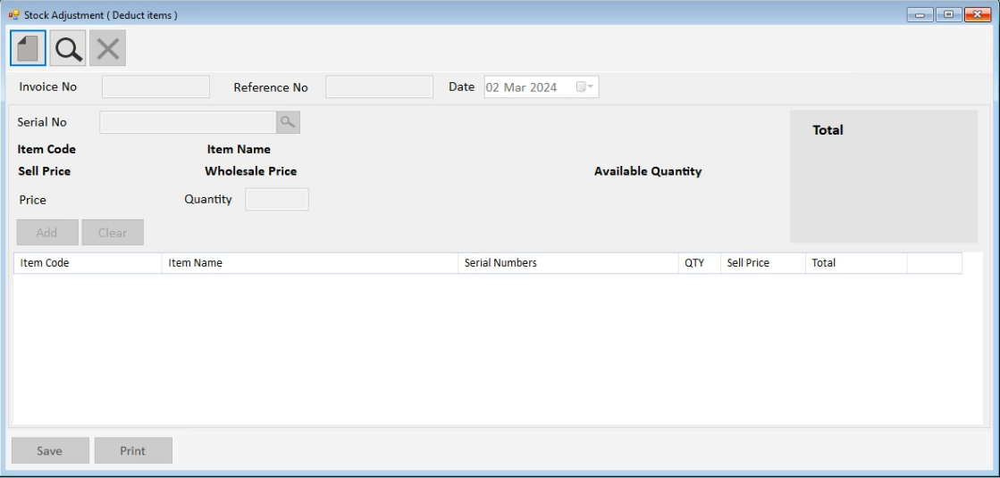 Stock Adjustment ( Deduct items )
Invoice No Reference No Date 02 Mar 2024
Serial No
Total
Item Code Item Name
Sell Price Wholesale Price Available Quantity
Price Quantity
Add Clear
Item Code Item Name Serial Numbers QTY Sell Price Total
Save Print